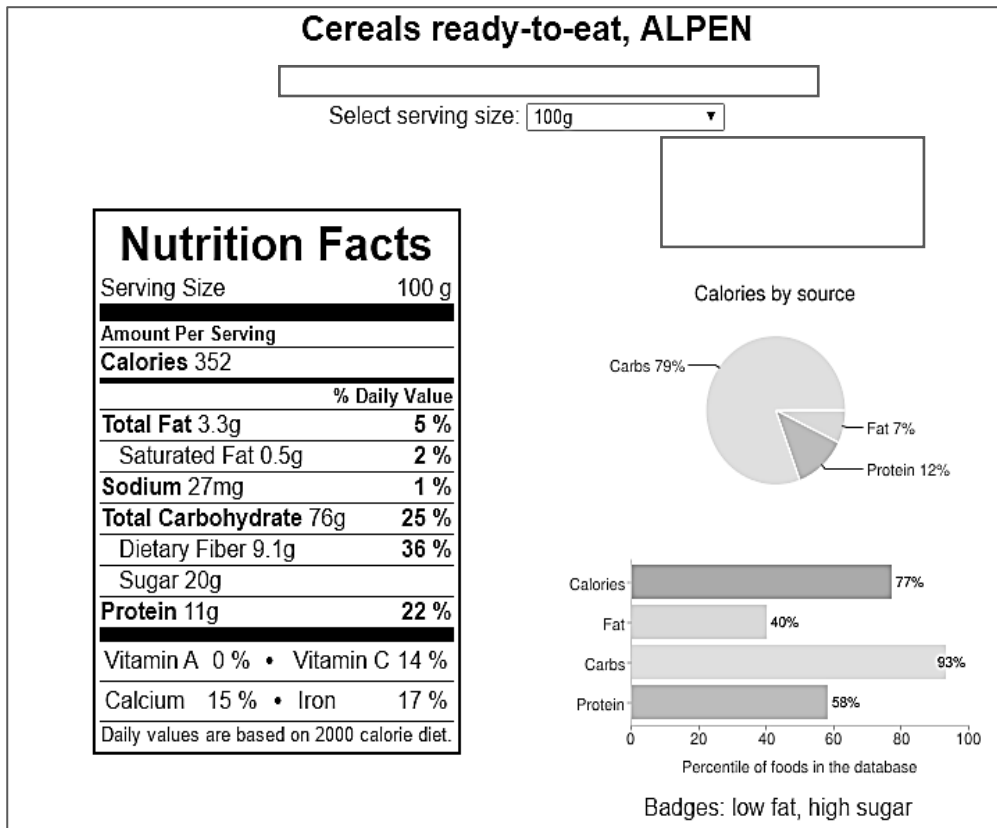 Cereals ready-to-eat, ALPEN
Select serving size: 100g
Nutrition Facts
Serving Size 100 g
Amount Per Serving
Calories 352
% Daily Value
Total Fat 3.3g 5 %
Saturated Fat 0.5g 2 %
Sodium 27mg 1 %
Total Carbohydrate 76g 25 %
Dietary Fiber 9.1g 36 %
Sugar 20g
Protein 11g 22 %
Vitamin A 0 % • Vitamin C 14 %
Calcium 15 % • Iron 17 %
Daily values are based on 2000 calorie diet.
Calories by source
Carbs 79%
Fat 7%
Protein 12%
Calories 77%
Fat 40%
Carbs 93%
Protein 58%
0 20 40 60 80 100
Percentile of foods in the database
Badges: low fat, high sugar